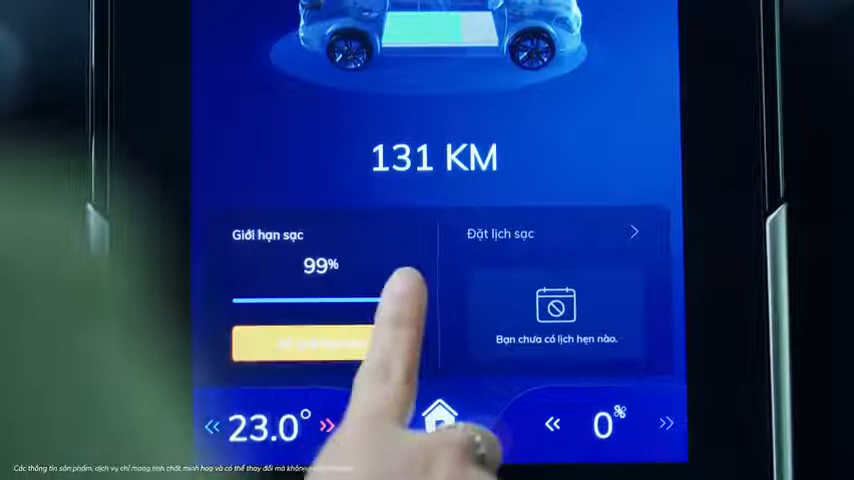 131 KM
Giới hạn sạc
99%
Đặt lịch sạc
Bạn chưa có lịch hẹn nào.
23.0°
0%
Các thông tin sản phẩm, dịch vụ chỉ mang tính chất minh hoạ và có thể thay đổi mà không